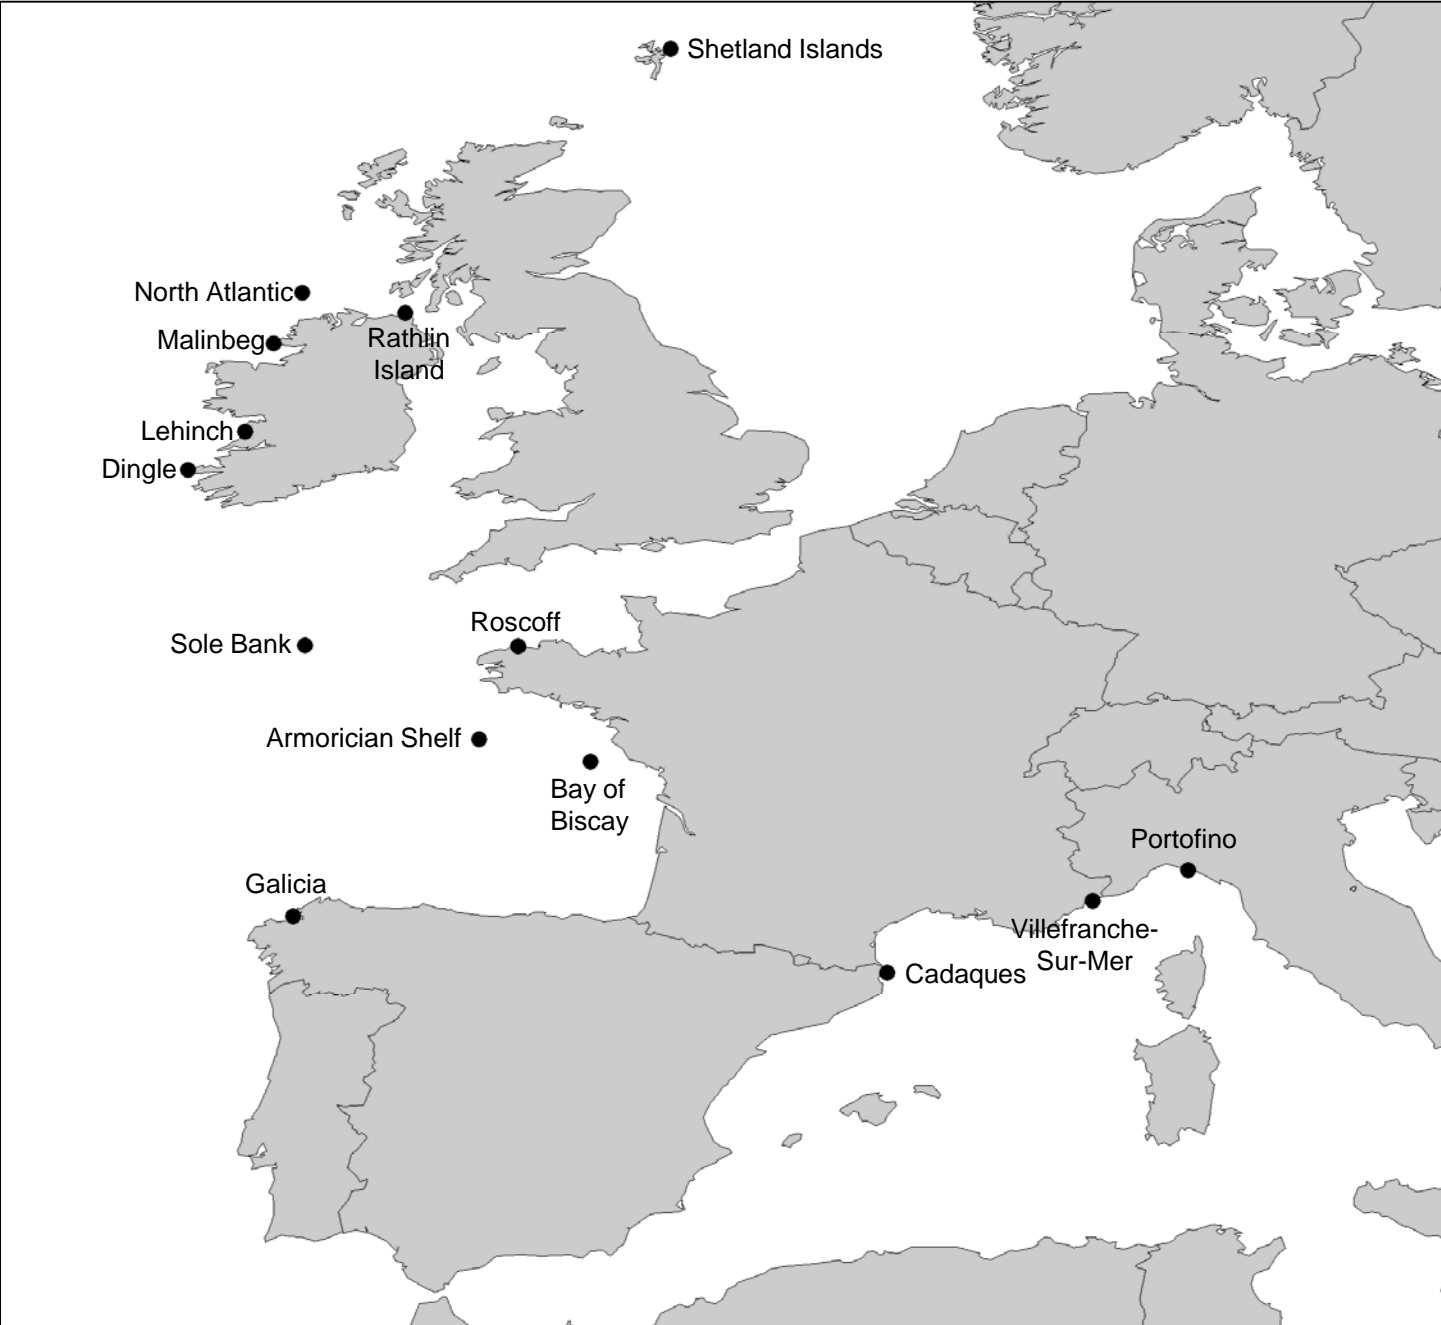 Shetland Islands
North Atlantic
Malinbeg
Rathlin
Island
Lehinch
Dingle
Roscoff
Sole Bank
Armorician Shelf
Bay of
Biscay
Portofino
Galicia
Villefranche-
Sur-Mer
Cadaques